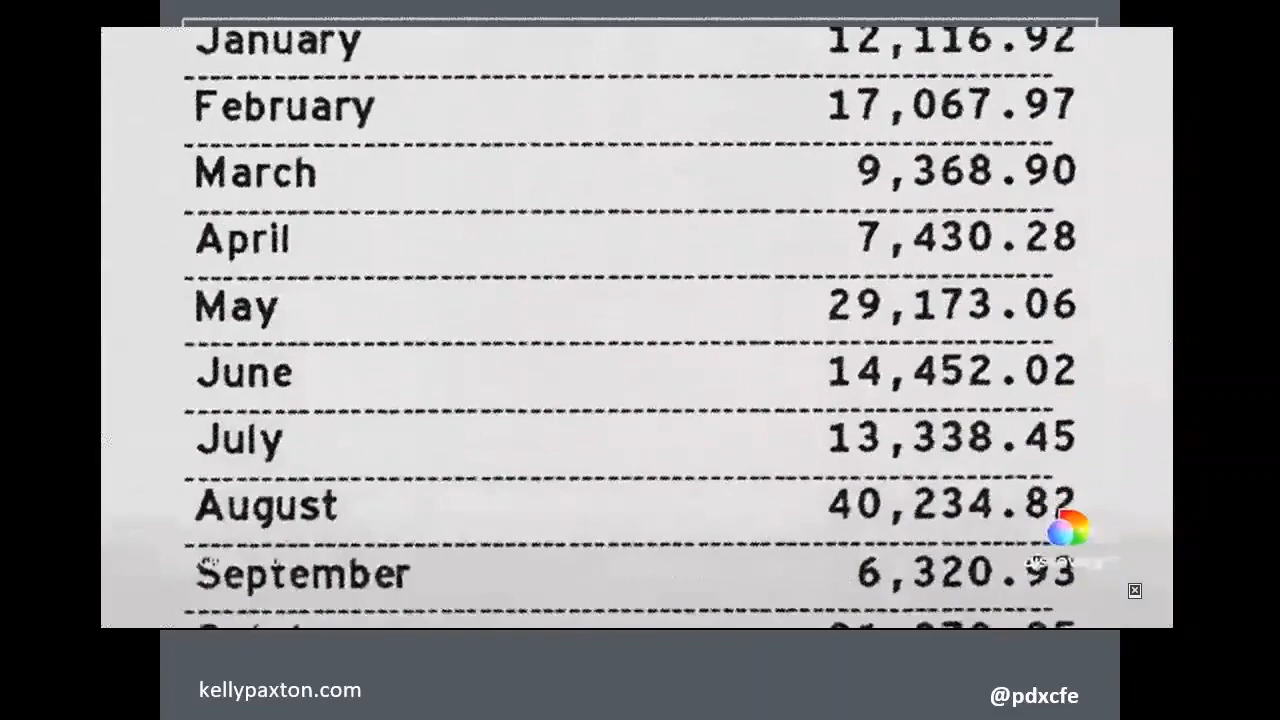 January 12,116.92
February 17,067.97
March 9,368.90
April 7,430.28
May 29,173.06
June 14,452.02
July 13,338.45
August 40,234.82
September 6,320.93
kellypaxton.com @pdxcfe